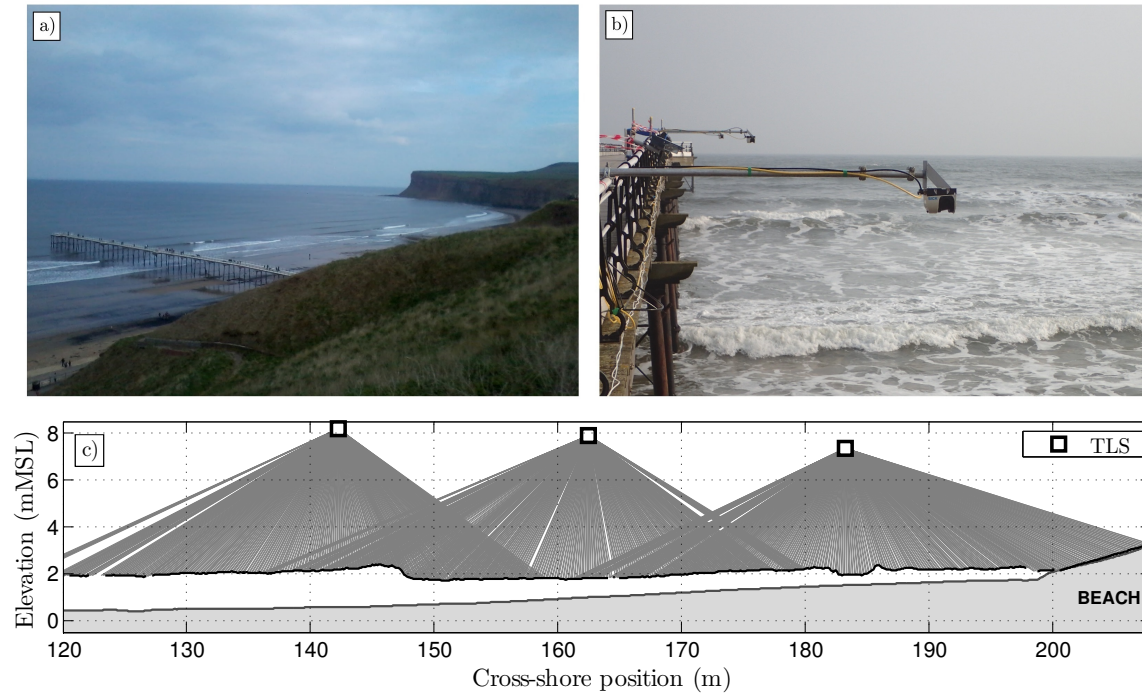 a)
b)
c)
TLS
BEACH
8
6
4
2
0
Elevation (mMSL)
120 130 140 150 160 170 180 190 200
Cross-shore position (m)